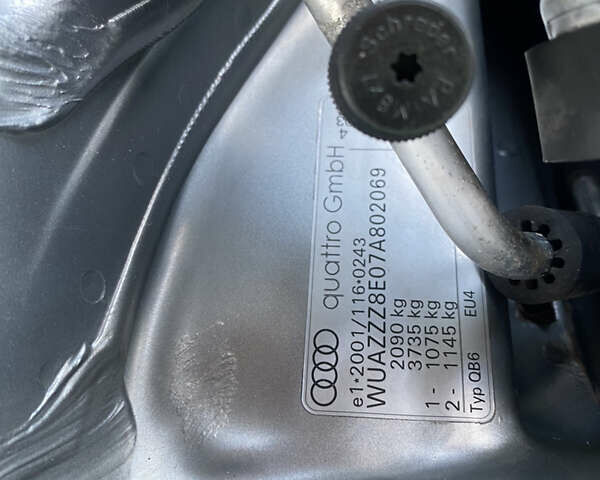 Schrader
quattro GmbH
e1*2001/116*0243
WUAZZZ8E07A802069
2090 kg
3735 kg
1 - 1075 kg
2 - 1145 kg
Typ QB6 EU4